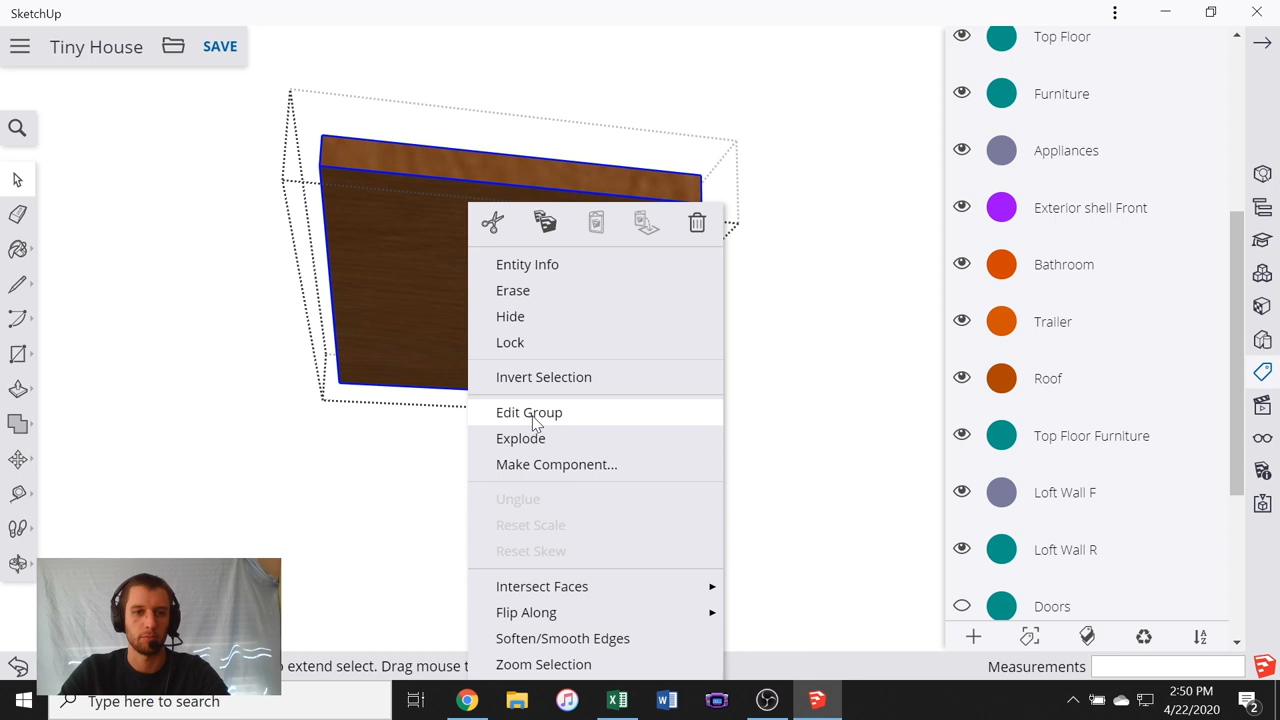 SketchUp
Tiny House
SAVE
Top Floor
Furniture
Appliances
Exterior shell Front
Bathroom
Trailer
Roof
Top Floor Furniture
Loft Wall F
Loft Wall R
Doors
Entity Info
Erase
Hide
Lock
Invert Selection
Edit Group
Explode
Make Component...
Unglue
Reset Scale
Reset Skew
Intersect Faces
Flip Along
Soften/Smooth Edges
Zoom Selection
o extend select. Drag mouse t
Measurements
Type here to search
2:50 PM
4/22/2020
2